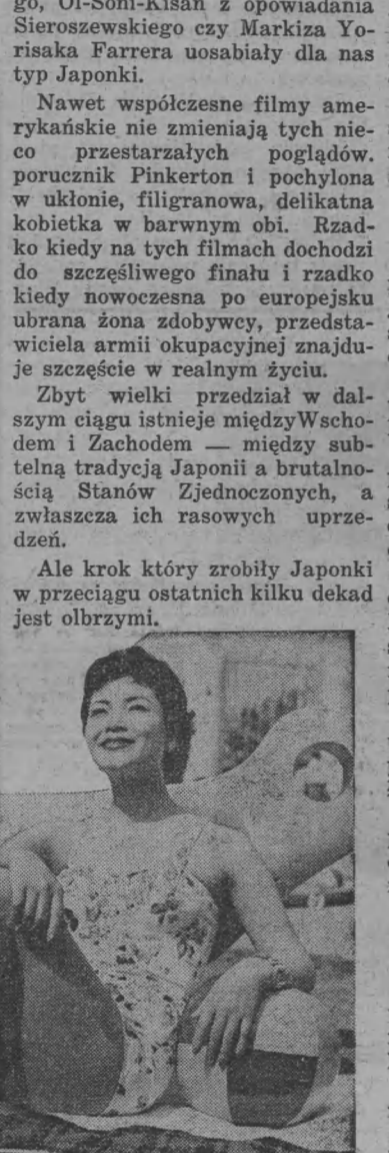 go, Ol-Soni-Kisań z opowiadania
Sieroszewskiego czy Markiza Yo-
risaka Farrera uosabiały dla nas
typ Japonki.
Nawet współczesne filmy ame-
rykańskie nie zmieniają tych nie-
co przestarzałych poglądów.
porucznik Pinkerton i pochylona
w ukłonie, filigranowa, delikatna
kobietka w barwnym obi. Rzad-
ko kiedy na tych filmach dochodzi
do szczęśliwego finału i rzadko
kiedy nowoczesna po europejsku
ubrana żona zdobywcy, przedsta-
wiciela armii okupacyjnej znajdu-
je szczęście w realnym życiu.
Zbyt wielki przedział w dal-
szym ciągu istnieje międzyWscho-
dem i Zachodem — między sub-
telną tradycją Japonii a brutalno-
ścią Stanów Zjednoczonych, a
zwłaszcza ich rasowych uprze-
dzeń.
Ale krok który zrobiły Japonki
w przeciągu ostatnich kilku dekad
jest olbrzymi.